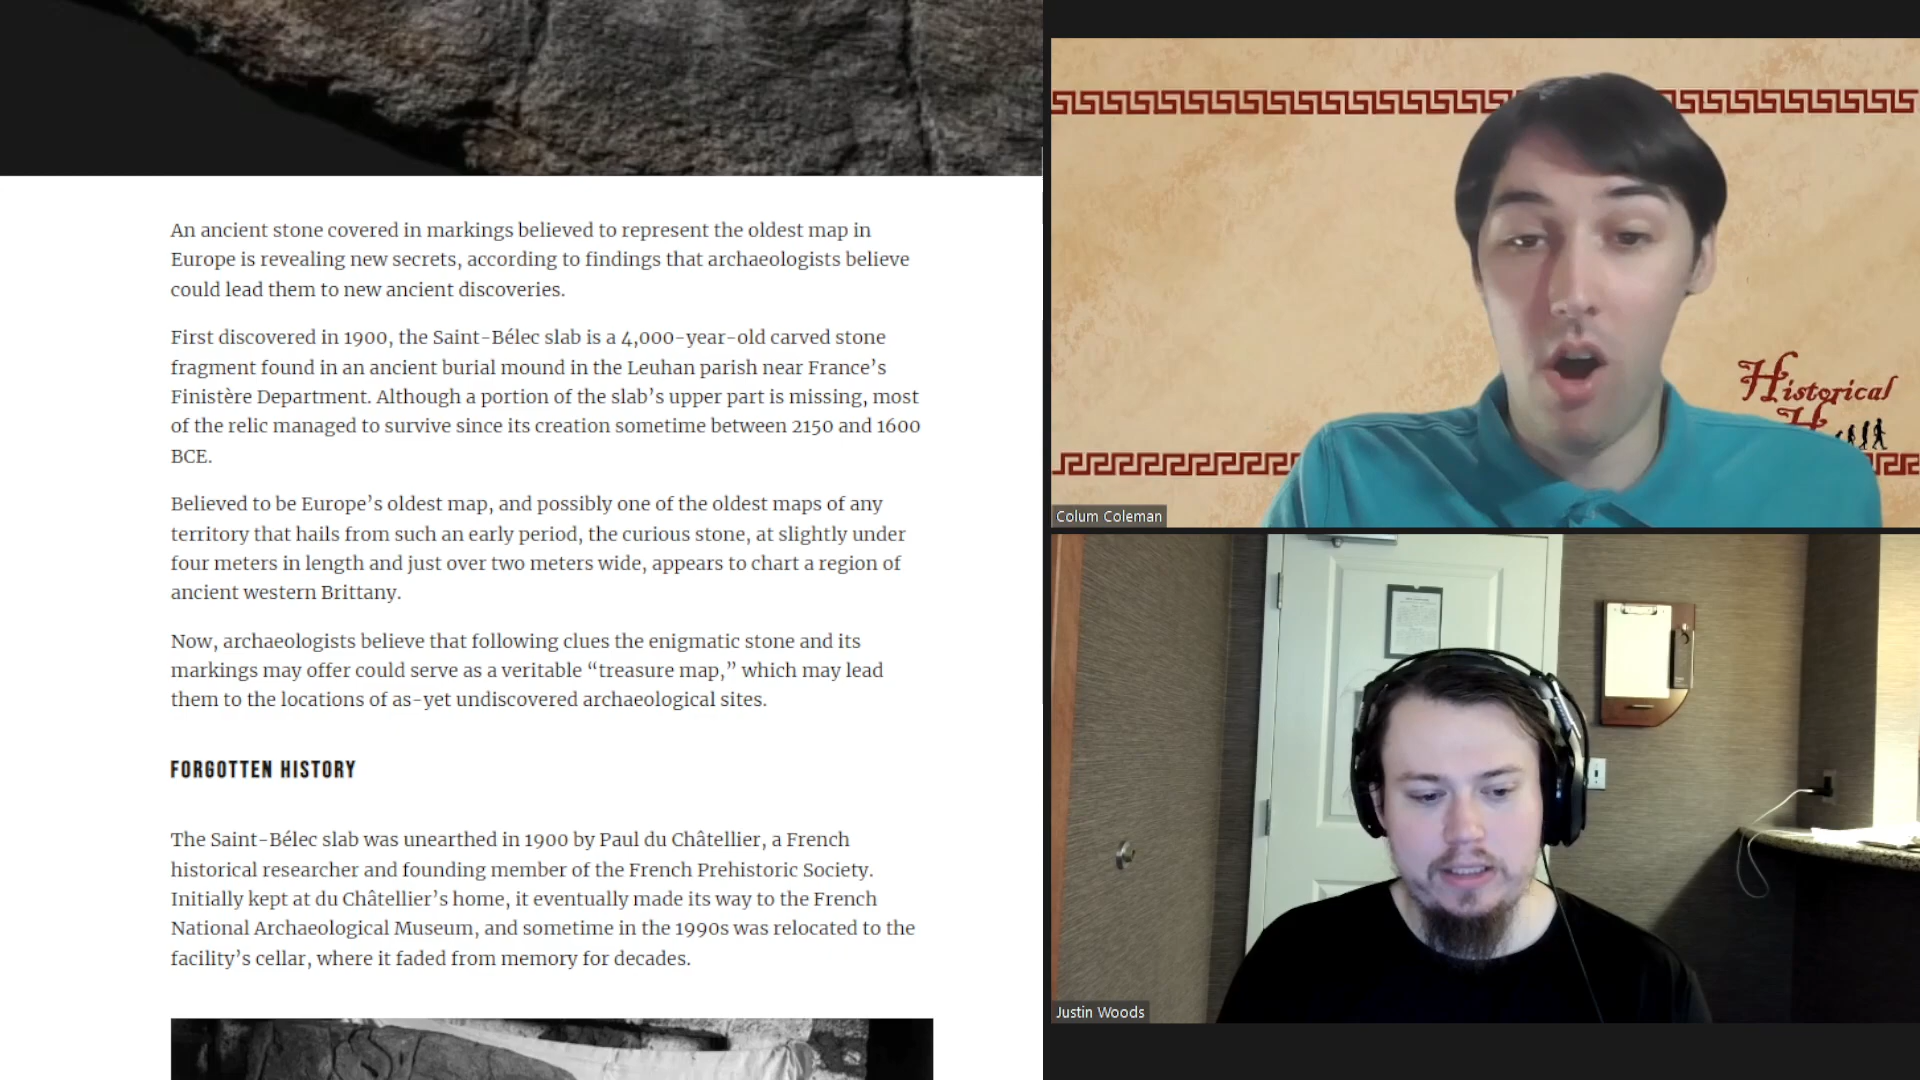 An ancient stone covered in markings believed to represent the oldest map in
Europe is revealing new secrets, according to findings that archaeologists believe
could lead them to new ancient discoveries.
First discovered in 1900, the Saint-Bélec slab is a 4,000-year-old carved stone
fragment found in an ancient burial mound in the Leuhan parish near France’s
Finistère Department. Although a portion of the slab’s upper part is missing, most
of the relic managed to survive since its creation sometime between 2150 and 1600
BCE.
Believed to be Europe’s oldest map, and possibly one of the oldest maps of any
territory that hails from such an early period, the curious stone, at slightly under
four meters in length and just over two meters wide, appears to chart a region of
ancient western Brittany.
Now, archaeologists believe that following clues the enigmatic stone and its
markings may offer could serve as a veritable “treasure map,” which may lead
them to the locations of as-yet undiscovered archaeological sites.
FORGOTTEN HISTORY
The Saint-Bélec slab was unearthed in 1900 by Paul du Châtellier, a French
historical researcher and founding member of the French Prehistoric Society.
Initially kept at du Châtellier’s home, it eventually made its way to the French
National Archaeological Museum, and sometime in the 1990s was relocated to the
facility’s cellar, where it faded from memory for decades.
Historical
H
Colum Coleman
Justin Woods